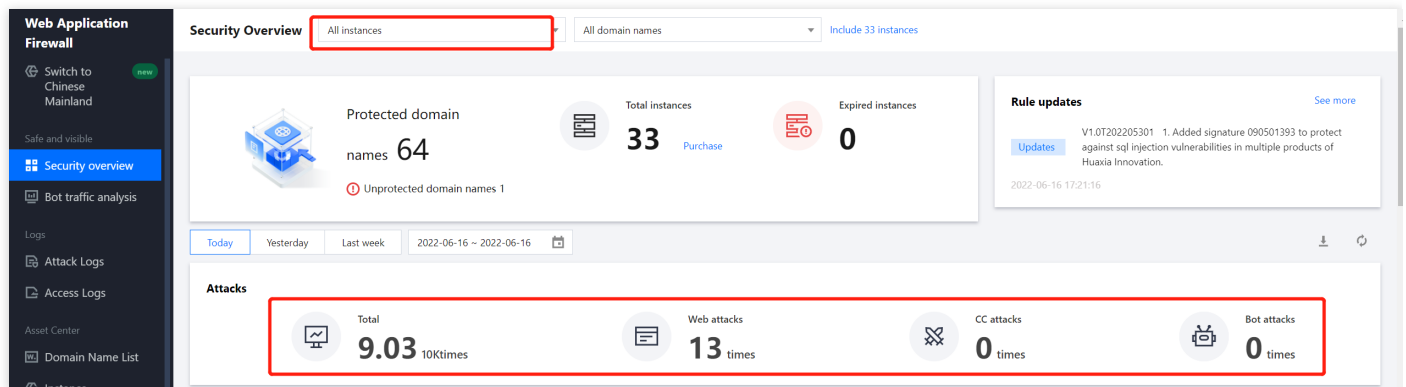 Web Application
Firewall
Switch to
Chinese
Mainland
new
Safe and visible
Security overview
Bot traffic analysis
Logs
Attack Logs
Access Logs
Asset Center
Domain Name List
Instance
Security Overview
All instances
All domain names
Include 33 instances
Protected domain
names 64
Unprotected domain names 1
Total instances
33 Purchase
Expired instances
0
Rule updates
See more
Updates
V1.0T202205301 1. Added signature 090501393 to protect
against sql injection vulnerabilities in multiple products of
Huaxia Innovation.
2022-06-16 17:21:16
Today
Yesterday
Last week
2022-06-16 ~ 2022-06-16
Attacks
Total
9.03 10Ktimes
Web attacks
13 times
CC attacks
0 times
Bot attacks
0 times